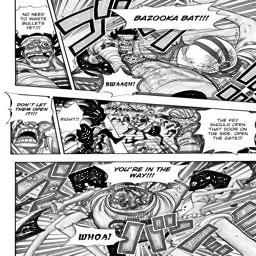 NO NEED
TO WASTE
BULLETS
YET!!!
BAZOOKA BAT!!!
BWAAGH!
DON'T LET
THEM OPEN
IT!!!
RIGHT!!
THE KEY
SHOULD OPEN
THAT DOOR ON
THE SIDE. OPEN
THE GATE!!!
YOU'RE IN THE
WAY!!!
WHOA!